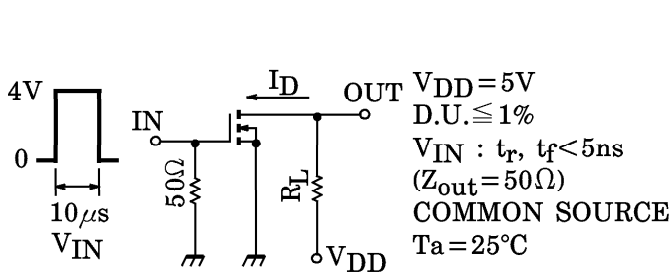 4V
0
10μs
VIN
IN
50Ω
ID
OUT
RL
VDD
VDD=5V
D.U.≦1%
VIN : tr, tf<5ns
(Zout=50Ω)
COMMON SOURCE
Ta=25°C